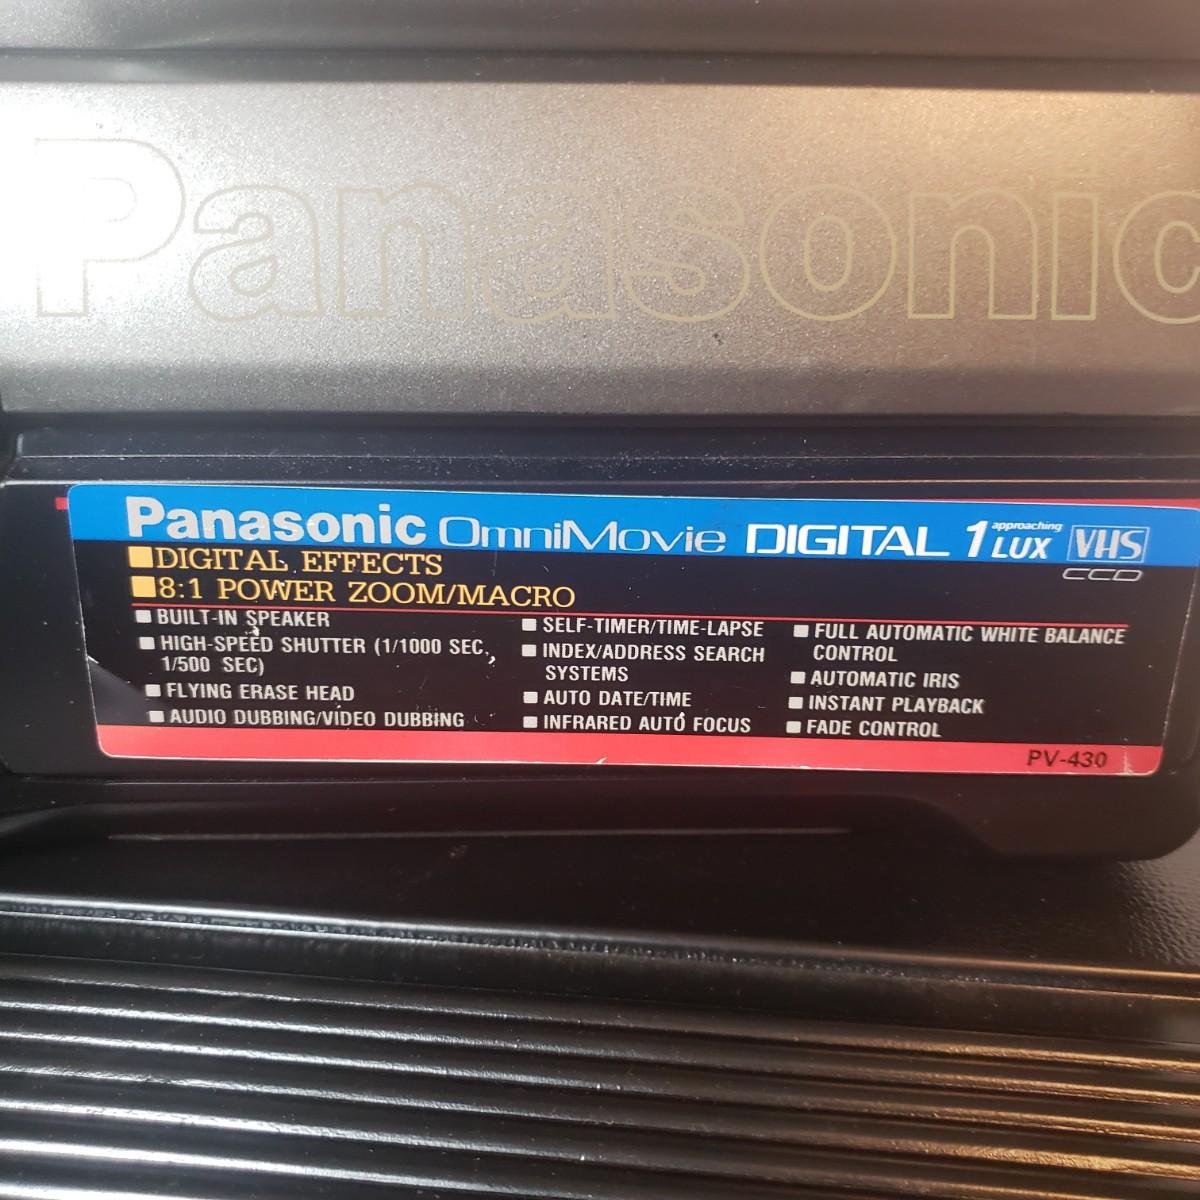 Panasonic
Panasonic OmniMovie DIGITAL 1 approaching LUX VHS
CCD
DIGITAL EFFECTS
8:1 POWER ZOOM/MACRO
BUILT-IN SPEAKER
HIGH-SPEED SHUTTER (1/1000 SEC,
1/500 SEC)
FLYING ERASE HEAD
AUDIO DUBBING/VIDEO DUBBING
SELF-TIMER/TIME-LAPSE
INDEX/ADDRESS SEARCH
SYSTEMS
AUTO DATE/TIME
INFRARED AUTO FOCUS
FULL AUTOMATIC WHITE BALANCE
CONTROL
AUTOMATIC IRIS
INSTANT PLAYBACK
FADE CONTROL
PV-430